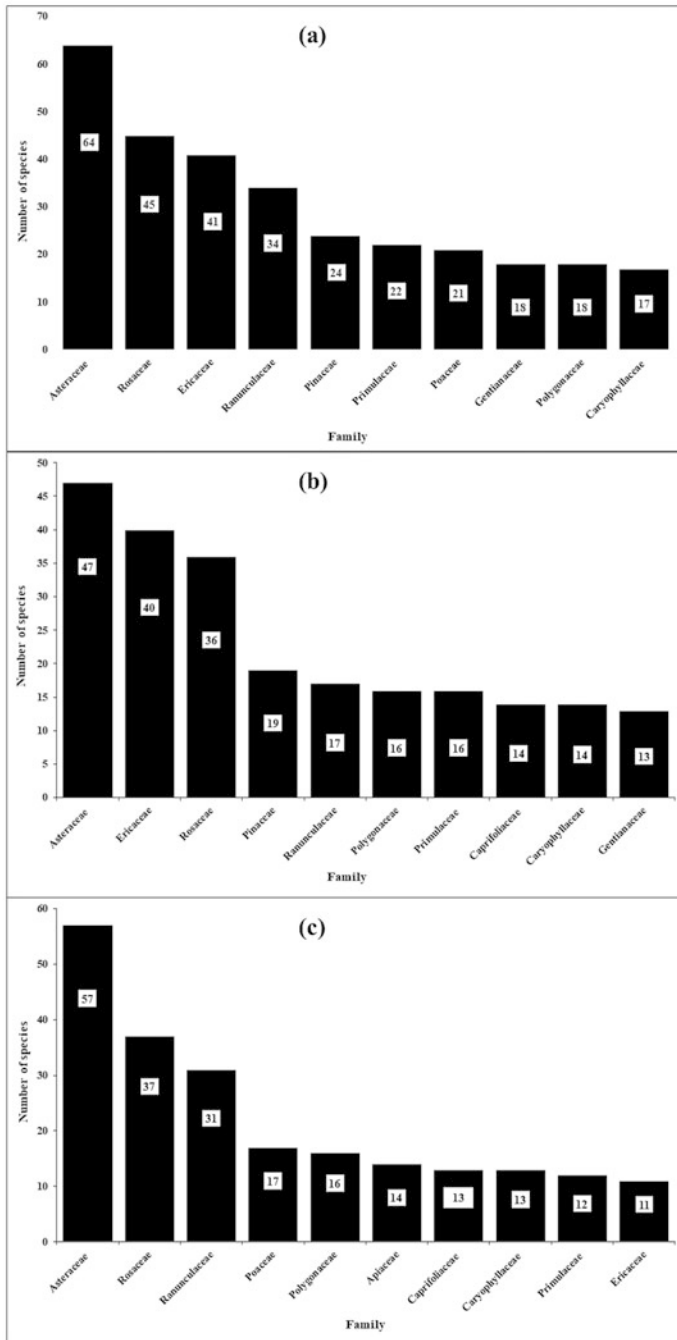 (a)
Number of species
70
60
50
40
30
20
10
0
64
45
41
34
24
22
21
18
18
17
Asteraceae
Rosaceae
Ericaceae
Ranunculaceae
Pinaceae
Primulaceae
Poaceae
Gentianaceae
Polygonaceae
Caryophyllaceae
Family
(b)
Number of species
50
45
40
35
30
25
20
15
10
5
0
47
40
36
19
17
16
16
14
14
13
Asteraceae
Ericaceae
Rosaceae
Pinaceae
Ranunculaceae
Polygonaceae
Primulaceae
Caprifoliaceae
Caryophyllaceae
Gentianaceae
Family
(c)
Number of species
60
50
40
30
20
10
0
57
37
31
17
16
14
13
13
12
11
Asteraceae
Rosaceae
Ranunculaceae
Poaceae
Polygonaceae
Apiaceae
Caprifoliaceae
Caryophyllaceae
Primulaceae
Ericaceae
Family